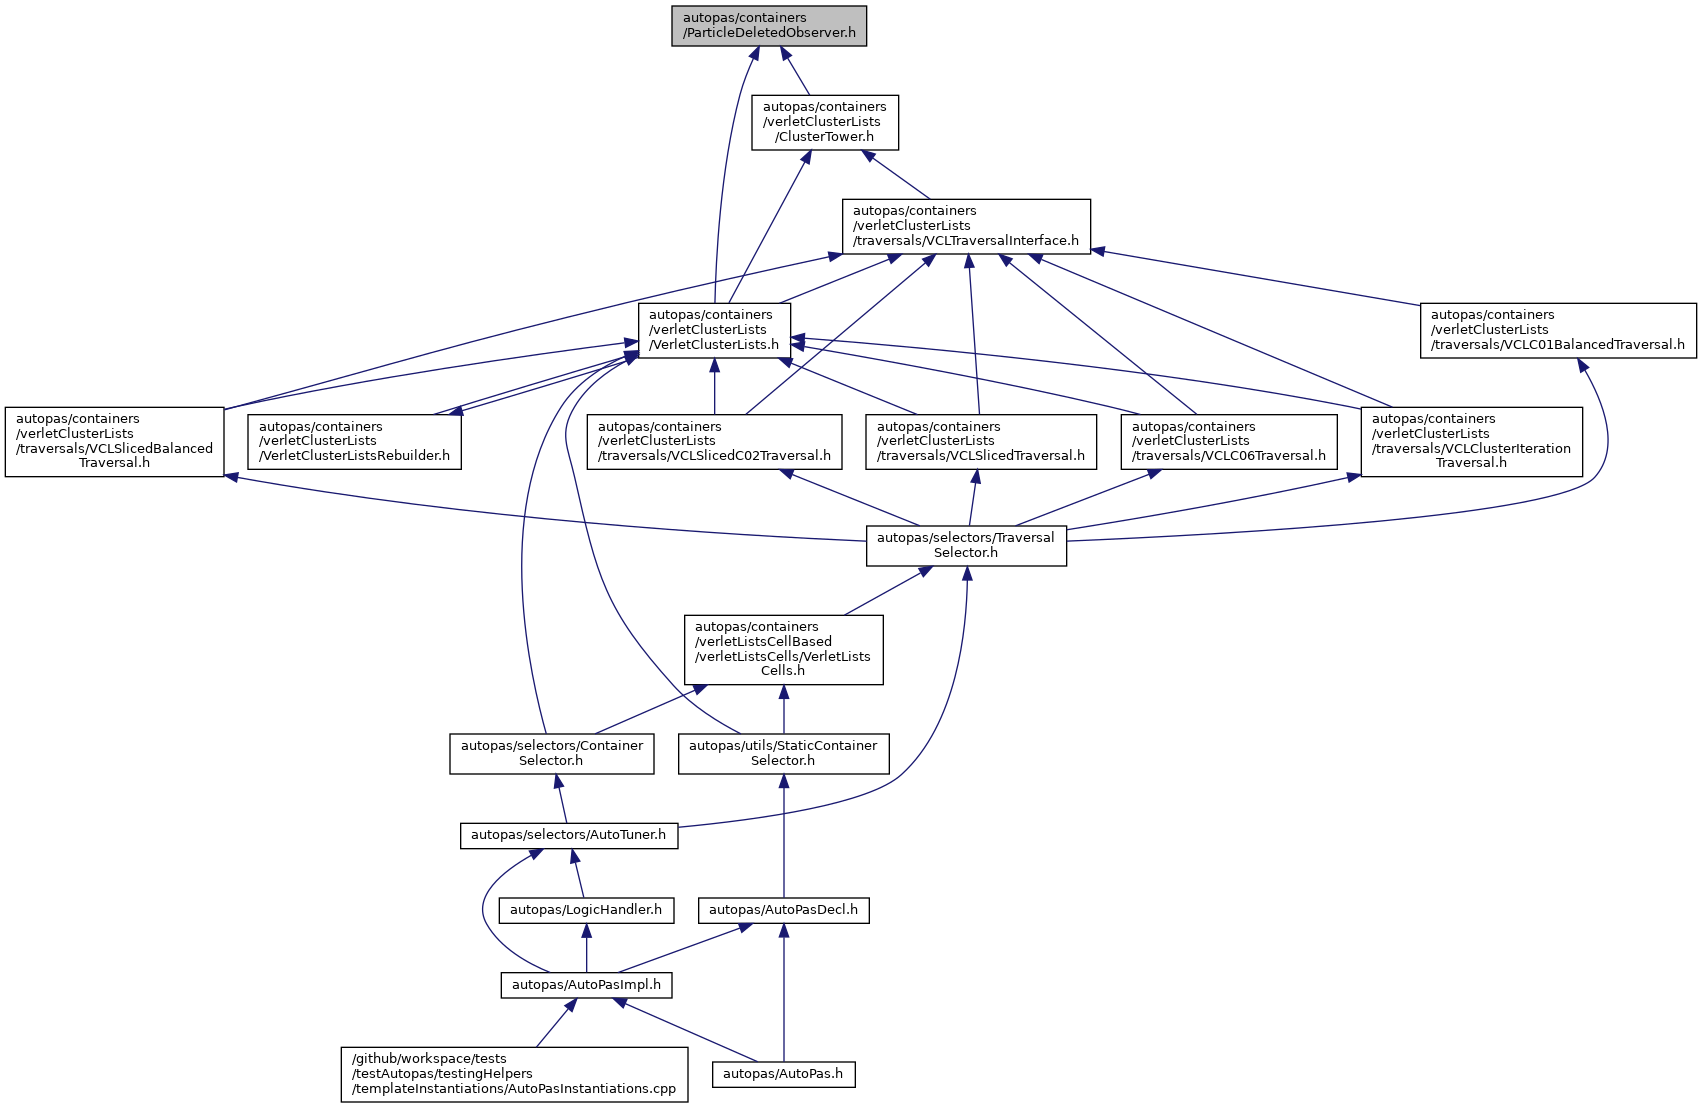 autopas/containers
/ParticleDeletedObserver.h
autopas/containers
/verletClusterLists
/ClusterTower.h
autopas/containers
/verletClusterLists
/traversals/VCLTraversalInterface.h
autopas/containers
/verletClusterLists
/VerletClusterLists.h
autopas/containers
/verletClusterLists
/traversals/VCLC01BalancedTraversal.h
autopas/containers
/verletClusterLists
/traversals/VCLSlicedBalanced
Traversal.h
autopas/containers
/verletClusterLists
/VerletClusterListsRebuilder.h
autopas/containers
/verletClusterLists
/traversals/VCLSlicedC02Traversal.h
autopas/containers
/verletClusterLists
/traversals/VCLSlicedTraversal.h
autopas/containers
/verletClusterLists
/traversals/VCLC06Traversal.h
autopas/containers
/verletClusterLists
/traversals/VCLClusterIteration
Traversal.h
autopas/selectors/Traversal
Selector.h
autopas/containers
/verletListsCellBased
/verletListsCells/VerletLists
Cells.h
autopas/selectors/Container
Selector.h
autopas/utils/StaticContainer
Selector.h
autopas/selectors/AutoTuner.h
autopas/LogicHandler.h
autopas/AutoPasDecl.h
autopas/AutoPasImpl.h
/github/workspace/tests
/testAutopas/testingHelpers
/templateInstantiations/AutoPasInstantiations.cpp
autopas/AutoPas.h